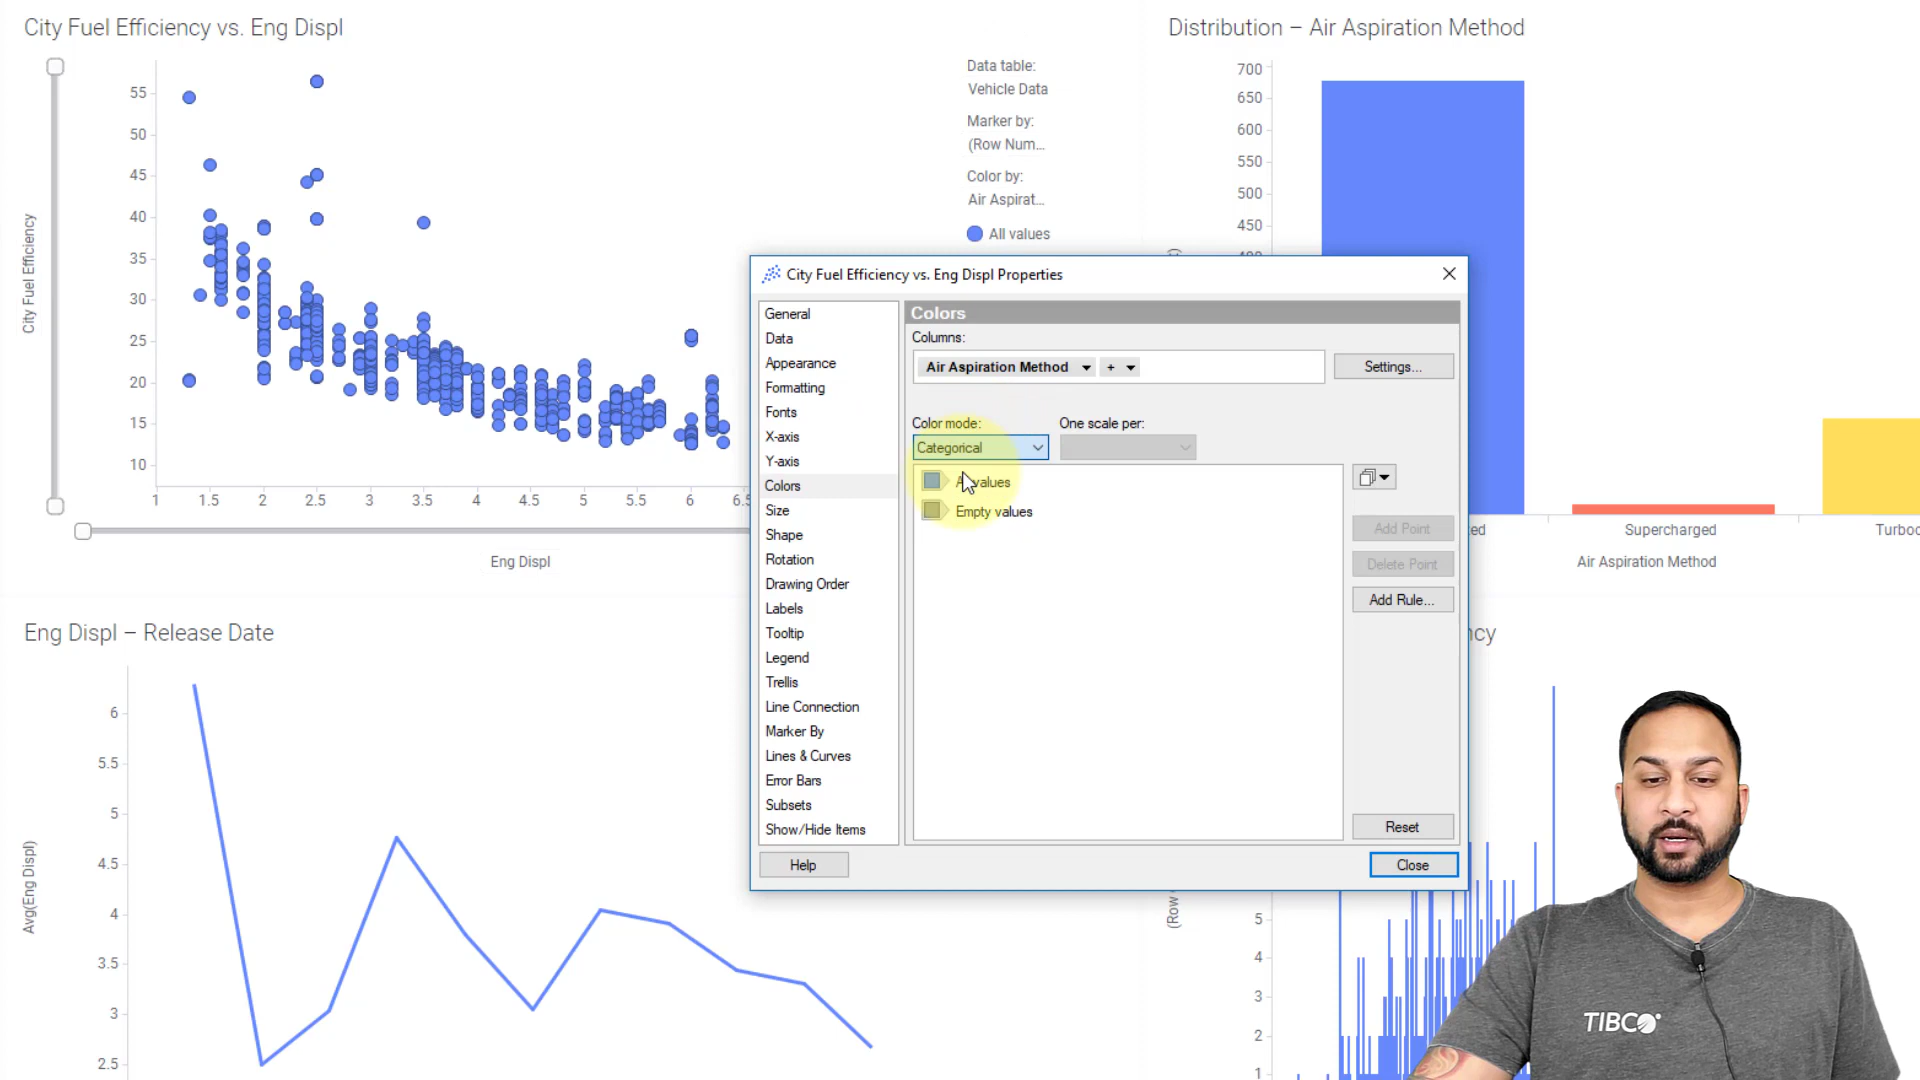 City Fuel Efficiency vs. Eng Displ
55
50
45
40
35
30
25
20
15
10
City Fuel Efficiency
1 1.5 2 2.5 3 3.5 4 4.5 5 5.5 6 6.5
Eng Displ
Data table:
Vehicle Data
Marker by:
(Row Num...
Color by:
Air Aspirat...
All values
Distribution – Air Aspiration Method
700
650
600
550
500
450
400
Supercharged
Air Aspiration Method
City Fuel Efficiency vs. Eng Displ Properties
General
Data
Appearance
Formatting
Fonts
X-axis
Y-axis
Colors
Size
Shape
Rotation
Drawing Order
Labels
Tooltip
Legend
Trellis
Line Connection
Marker By
Lines & Curves
Error Bars
Subsets
Show/Hide Items
Colors
Columns:
Air Aspiration Method +
Settings...
Color mode: One scale per:
Categorical
values
Empty values
Add Point
Delete Point
Add Rule...
Reset
Help
Close
Eng Displ – Release Date
6
5.5
5
4.5
4
3.5
3
2.5
Avg(Eng Displ)
(Row
5
4
3
2
1
TIBCO